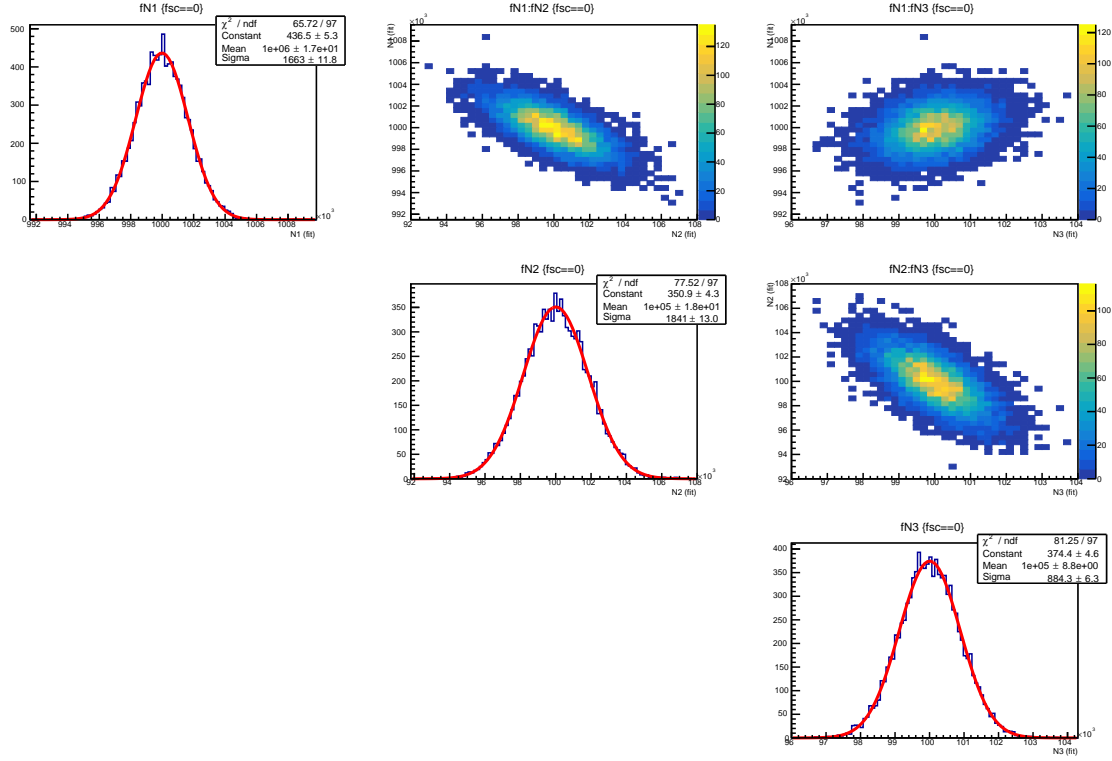 fN1 {fsc==0}
χ² / ndf 65.72 / 97
Constant 436.5 ± 5.3
Mean 1e+06 ± 1.7e+01
Sigma 1663 ± 11.8
500
400
300
200
100
0
992 994 996 998 1000 1002 1004 1006 1008
×10³
N1 (fit)
fN1:fN2 {fsc==0}
×10³
N1 (fit)
1008
1006
1004
1002
1000
998
996
994
992
92 94 96 98 100 102 104 106 108
×10³
N2 (fit)
120
100
80
60
40
20
0
fN1:fN3 {fsc==0}
×10³
N1 (fit)
1008
1006
1004
1002
1000
998
996
994
992
96 97 98 99 100 101 102 103 104
×10³
N3 (fit)
120
100
80
60
40
20
0
fN2 {fsc==0}
χ² / ndf 77.52 / 97
Constant 350.9 ± 4.3
Mean 1e+05 ± 1.8e+01
Sigma 1841 ± 13.0
350
300
250
200
150
100
50
0
92 94 96 98 100 102 104 106 108
×10³
N2 (fit)
fN2:fN3 {fsc==0}
×10³
N2 (fit)
108
106
104
102
100
98
96
94
92
96 97 98 99 100 101 102 103 104
×10³
N3 (fit)
100
80
60
40
20
0
fN3 {fsc==0}
χ² / ndf 81.25 / 97
Constant 374.4 ± 4.6
Mean 1e+05 ± 8.8e+00
Sigma 884.3 ± 6.3
400
350
300
250
200
150
100
50
0
96 97 98 99 100 101 102 103 104
×10³
N3 (fit)